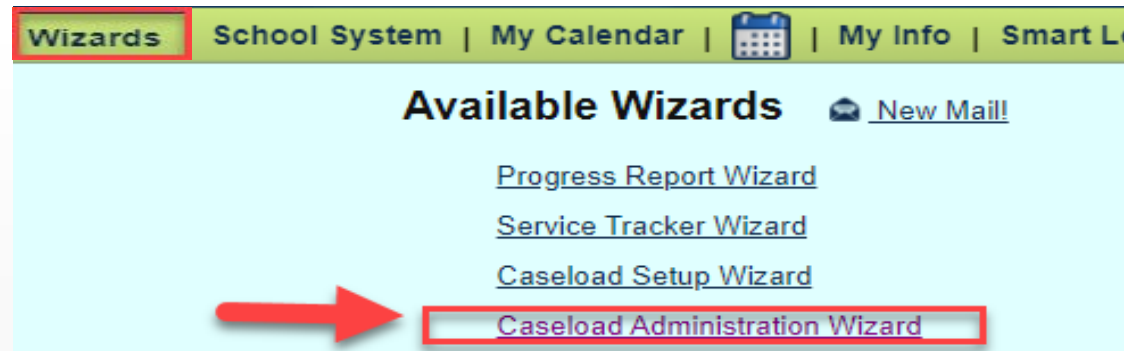 Wizards School System | My Calendar | | My Info | Smart
Available Wizards New Mail!
Progress Report Wizard
Service Tracker Wizard
Caseload Setup Wizard
Caseload Administration Wizard